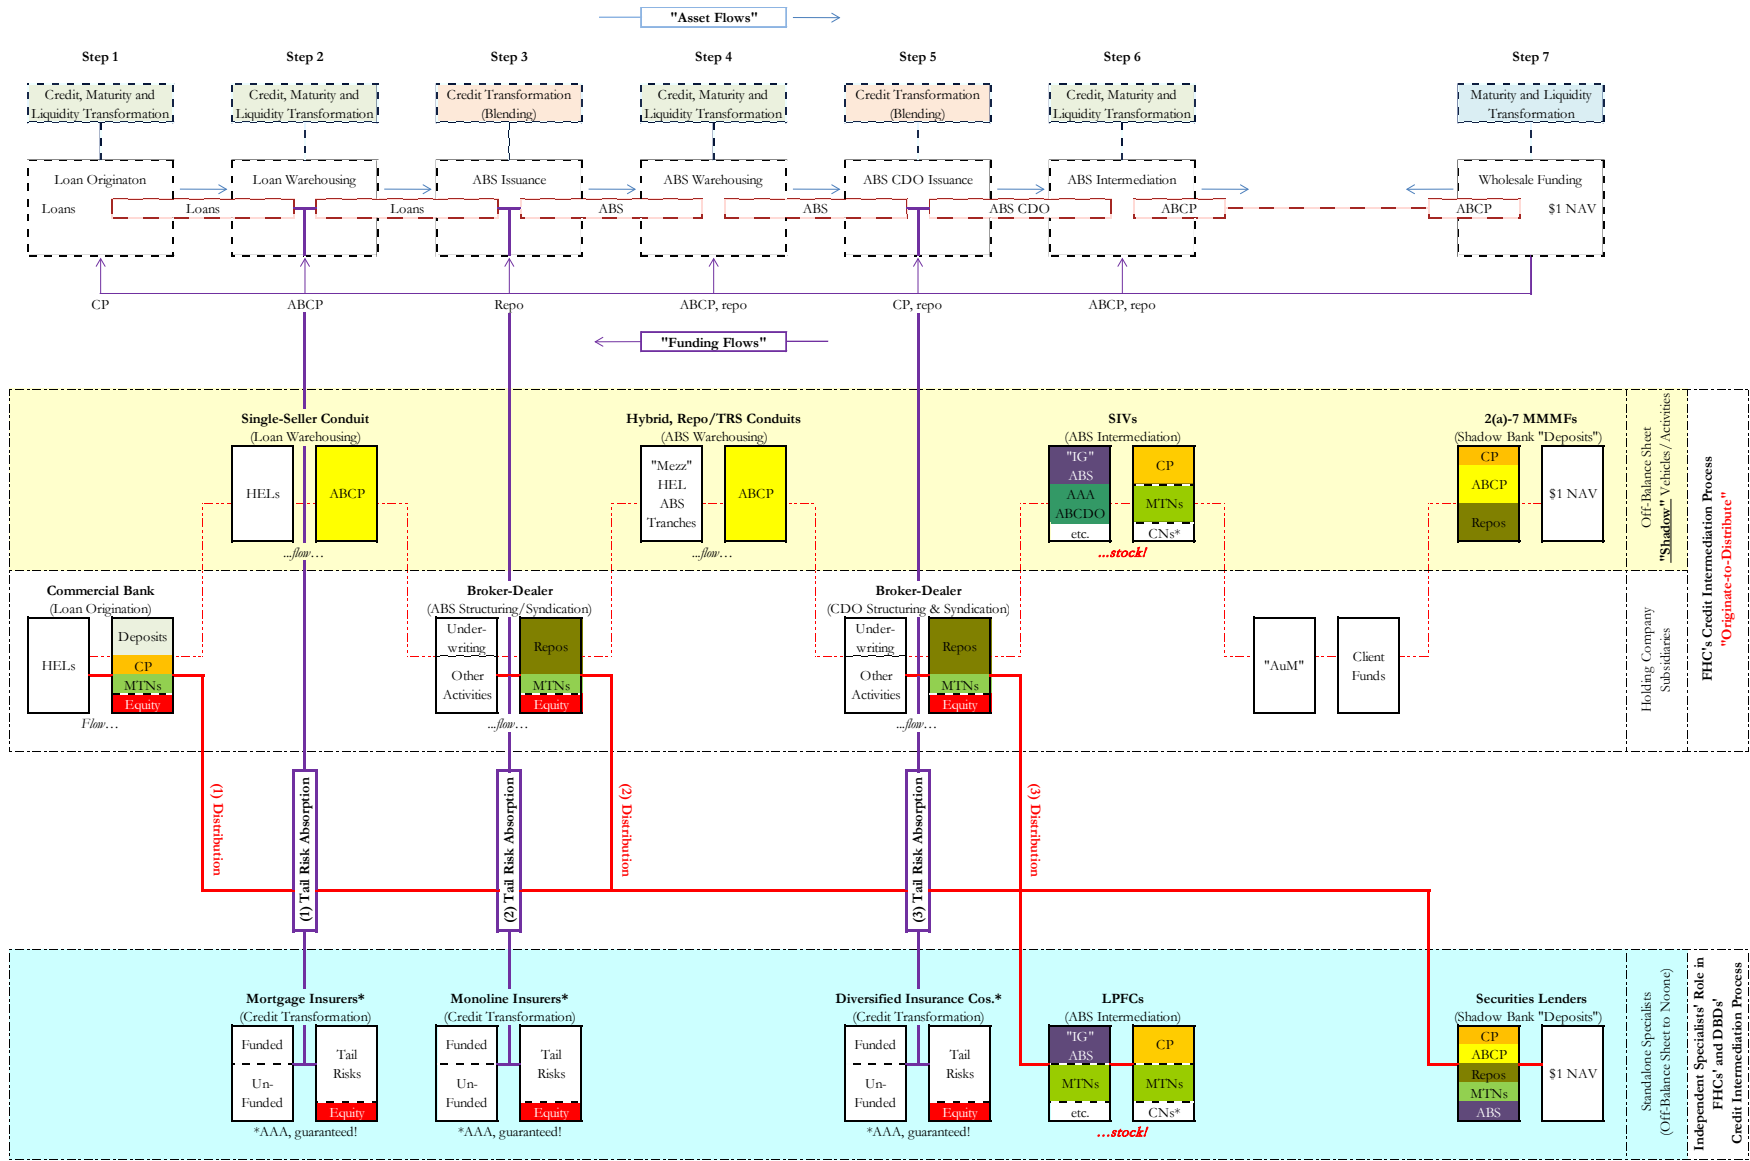 "Asset Flows"
Step 1
Step 2
Step 3
Step 4
Step 5
Step 6
Step 7
Credit, Maturity and
Liquidity Transformation
Credit, Maturity and
Liquidity Transformation
Credit Transformation
(Blending)
Credit, Maturity and
Liquidity Transformation
Credit Transformation
(Blending)
Credit, Maturity and
Liquidity Transformation
Maturity and Liquidity
Transformation
Loan Originaton
Loan Warehousing
ABS Issuance
ABS Warehousing
ABS CDO Issuance
ABS Intermediation
Wholesale Funding
Loans
Loans
Loans
ABS
ABS
ABS CDO
ABCP
ABCP
$1 NAV
CP
ABCP
Repo
ABCP, repo
CP, repo
ABCP, repo
"Funding Flows"
Single-Seller Conduit
(Loan Warehousing)
HELs
ABCP
...flow…
Hybrid, Repo/TRS Conduits
(ABS Warehousing)
"Mezz"
HEL
ABS
Tranches
ABCP
...flow…
SIVs
(ABS Intermediation)
"IG"
ABS
AAA
ABCDO
etc.
CP
MTNs
CNs*
…stock!
2(a)-7 MMMFs
(Shadow Bank "Deposits")
CP
ABCP
Repos
$1 NAV
Off-Balance Sheet
"Shadow" Vehicles/Activities
FHC's Credit Intermediation Process
"Originate-to-Distribute"
Commercial Bank
(Loan Origination)
HELs
Deposits
CP
MTNs
Equity
Flow…
Broker-Dealer
(ABS Structuring/Syndication)
Under-
writing
Other
Activities
Repos
MTNs
Equity
...flow…
Broker-Dealer
(CDO Structuring & Syndication)
Under-
writing
Other
Activities
Repos
MTNs
Equity
...flow…
"AuM"
Client
Funds
Holding Company
Subsidiaries
(1) Distribution
(1) Tail Risk Absorption
(2) Tail Risk Absorption
(2) Distribution
(3) Tail Risk Absorption
(3) Distribution
Mortgage Insurers*
(Credit Transformation)
Funded
Un-
Funded
Tail
Risks
Equity
*AAA, guaranteed!
Monoline Insurers*
(Credit Transformation)
Funded
Un-
Funded
Tail
Risks
Equity
*AAA, guaranteed!
Diversified Insurance Cos.*
(Credit Transformation)
Funded
Un-
Funded
Tail
Risks
Equity
*AAA, guaranteed!
LPFCs
(ABS Intermediation)
"IG"
ABS
MTNs
etc.
CP
MTNs
CNs*
…stock!
Securities Lenders
(Shadow Bank "Deposits")
CP
ABCP
Repos
MTNs
ABS
$1 NAV
Standalone Specialists
(Off-Balance Sheet to Noone)
Independent Specialists' Role in
FHCs' and DBDs'
Credit Intermediation Process